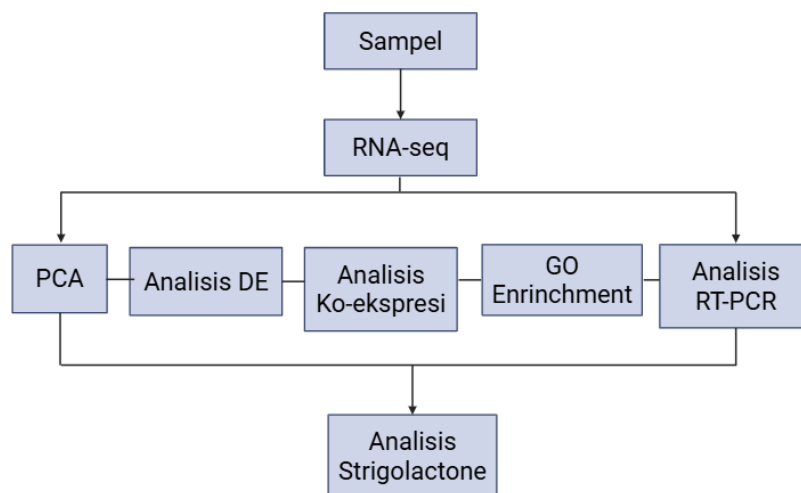 Sampel
RNA-seq
PCA
Analisis DE
Analisis
Ko-ekspresi
GO
Enrinchment
Analisis
RT-PCR
Analisis
Strigolactone